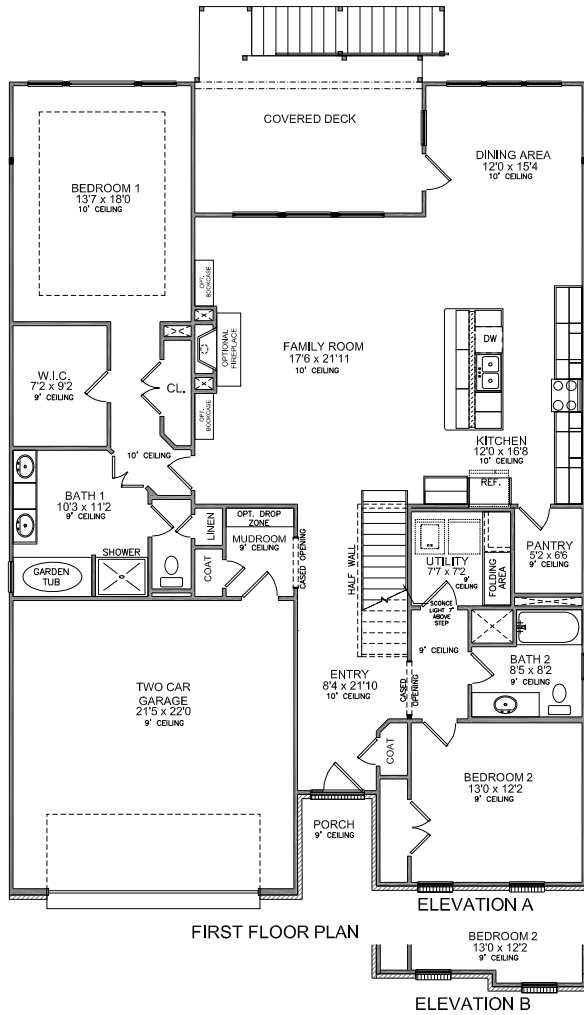 COVERED DECK
DINING AREA
12'0 x 15'4
10' CEILING
BEDROOM 1
13'7 x 18'0
10' CEILING
OPT.
BOOKCASE
OPTIONAL
FIREPLACE
OPT.
BOOKCASE
FAMILY ROOM
17'6 x 21'11
10' CEILING
DW
W.I.C.
7'2 x 9'2
9' CEILING
CL.
KITCHEN
12'0 x 16'8
10' CEILING
REF.
10' CEILING
BATH 1
10'3 x 11'2
9' CEILING
SHOWER
GARDEN
TUB
LINEN
COAT
OPT. DROP
ZONE
MUDROOM
9' CEILING
CASED OPENING
HALF WALL
UTILITY
7'7 x 7'2
9'
CEILING
FOLDING
AREA
PANTRY
5'2 x 6'6
9' CEILING
SCONCE
LIGHT 7"
ABOVE
STEP
9' CEILING
BATH 2
8'5 x 8'2
9' CEILING
ENTRY
8'4 x 21'10
10' CEILING
CASED
OPENING
TWO CAR
GARAGE
21'5 x 22'0
9' CEILING
COAT
BEDROOM 2
13'0 x 12'2
9' CEILING
PORCH
9' CEILING
ELEVATION A
FIRST FLOOR PLAN
BEDROOM 2
13'0 x 12'2
9' CEILING
ELEVATION B